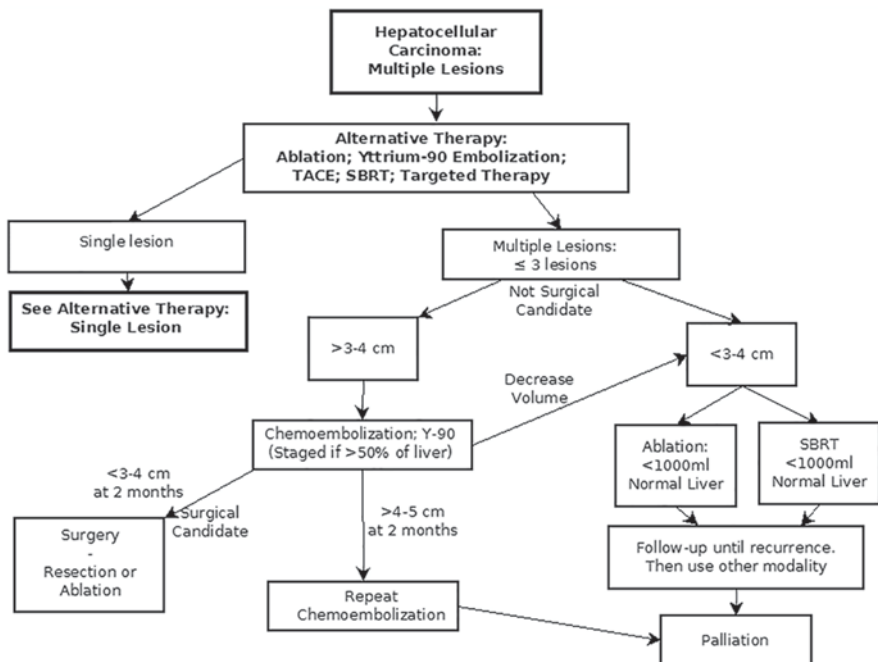 Hepatocellular
Carcinoma:
Multiple Lesions
Alternative Therapy:
Ablation; Yttrium-90 Embolization;
TACE; SBRT; Targeted Therapy
Single lesion
Multiple Lesions:
≤ 3 lesions
See Alternative Therapy:
Single Lesion
Not Surgical
Candidate
>3-4 cm
<3-4 cm
Decrease
Volume
Chemoembolization; Y-90
(Staged if >50% of liver)
Ablation:
<1000ml
Normal Liver
SBRT
<1000ml
Normal Liver
<3-4 cm
at 2 months
Surgical
Candidate
>4-5 cm
at 2 months
Surgery
-
Resection or
Ablation
Follow-up until recurrence.
Then use other modality
Repeat
Chemoembolization
Palliation